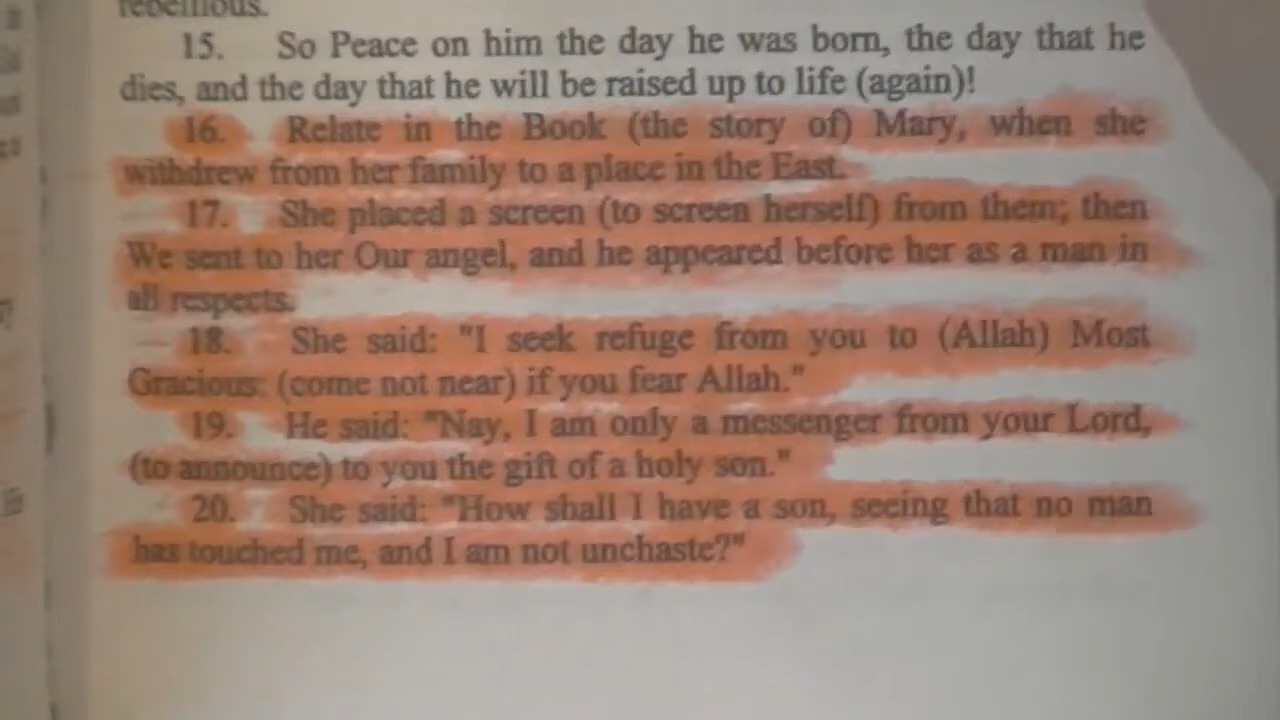 rebellious.
15. So Peace on him the day he was born, the day that he
dies, and the day that he will be raised up to life (again)!
16. Relate in the Book (the story of) Mary, when she
withdrew from her family to a place in the East.
17. She placed a screen (to screen herself) from them; then
We sent to her Our angel, and he appeared before her as a man in
all respects.
18. She said: "I seek refuge from you to (Allah) Most
Gracious: (come not near) if you fear Allah."
19. He said: "Nay, I am only a messenger from your Lord,
(to announce) to you the gift of a holy son."
20. She said: "How shall I have a son, seeing that no man
has touched me, and I am not unchaste?"